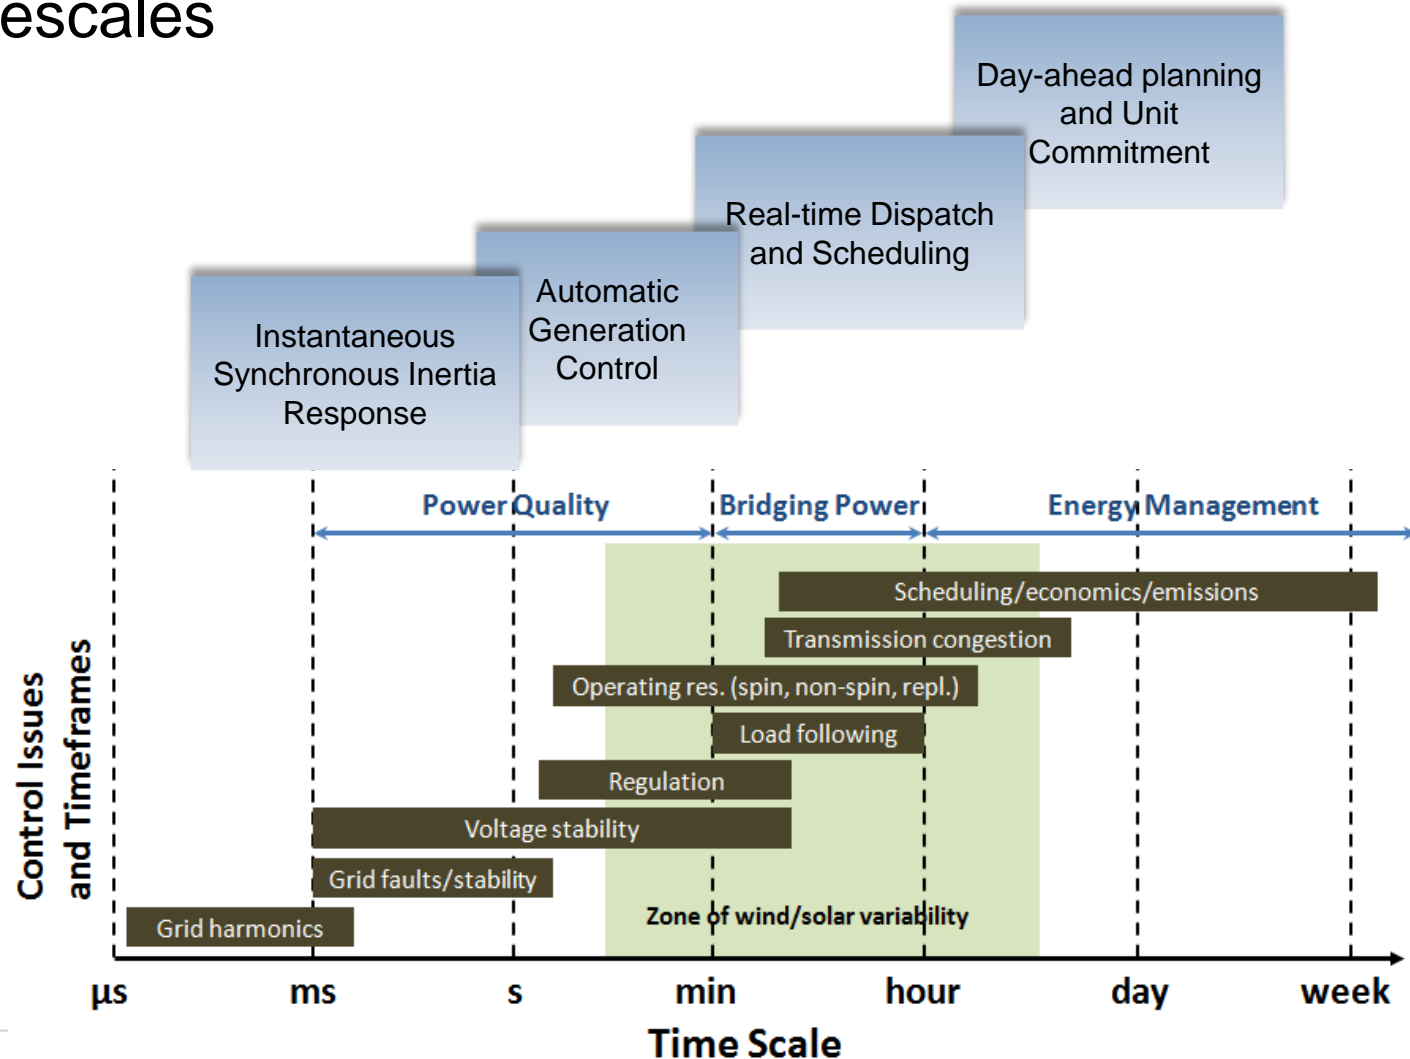 escales
Day-ahead planning
and Unit
Commitment
Real-time Dispatch
and Scheduling
Automatic
Generation
Control
Instantaneous
Synchronous Inertia
Response
Power Quality
Bridging Power
Energy Management
Scheduling/economics/emissions
Transmission congestion
Operating res. (spin, non-spin, repl.)
Load following
Regulation
Voltage stability
Grid faults/stability
Grid harmonics
Zone of wind/solar variability
Control Issues
and Timeframes
µs ms s min hour day week
Time Scale